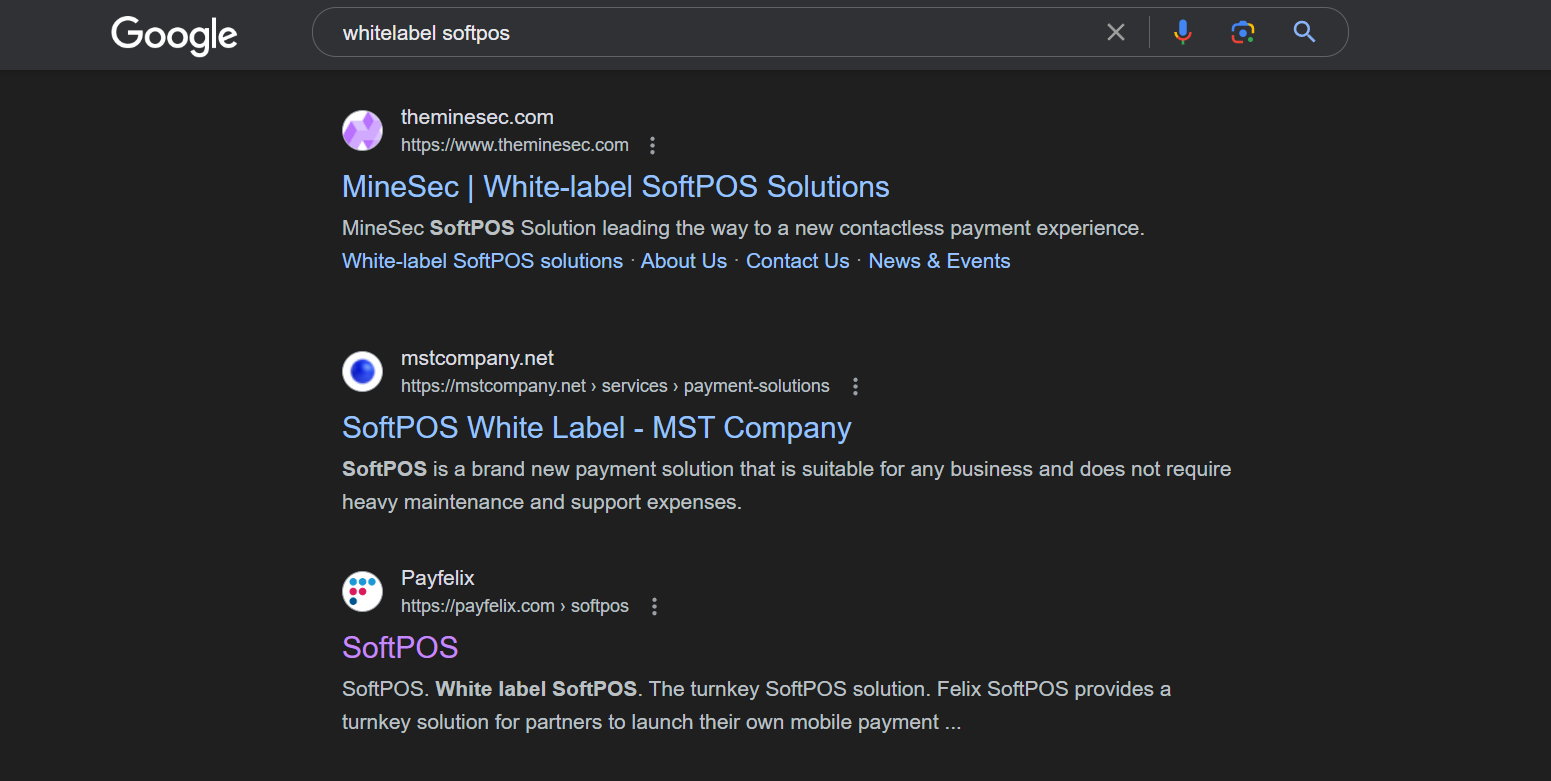 Google
whitelabel softpos
theminesec.com
https://www.theminesec.com
MineSec | White-label SoftPOS Solutions
MineSec SoftPOS Solution leading the way to a new contactless payment experience.
White-label SoftPOS solutions · About Us · Contact Us · News & Events
mstcompany.net
https://mstcompany.net › services › payment-solutions
SoftPOS White Label - MST Company
SoftPOS is a brand new payment solution that is suitable for any business and does not require
heavy maintenance and support expenses.
Payfelix
https://payfelix.com › softpos
SoftPOS
SoftPOS. White label SoftPOS. The turnkey SoftPOS solution. Felix SoftPOS provides a
turnkey solution for partners to launch their own mobile payment ...